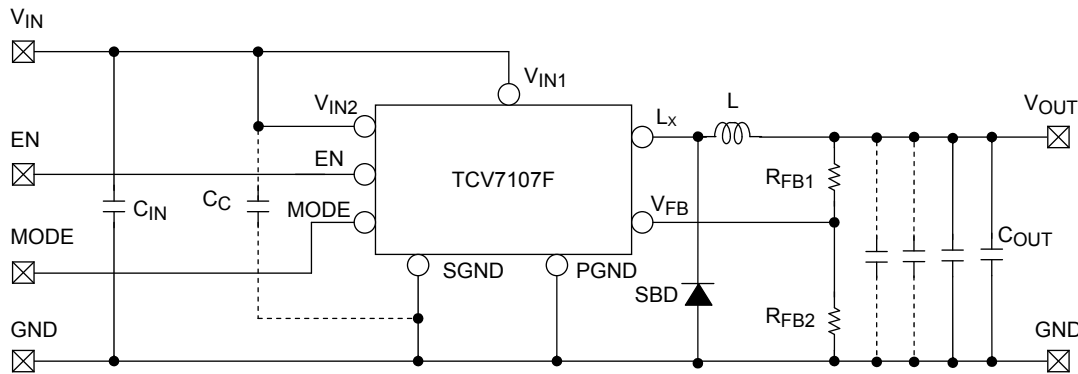 VIN
VIN1
VIN2
LX
L
VOUT
EN
EN
TCV7107F
RFB1
CIN
CC
MODE
VFB
MODE
COUT
SGND
PGND
SBD
RFB2
GND
GND